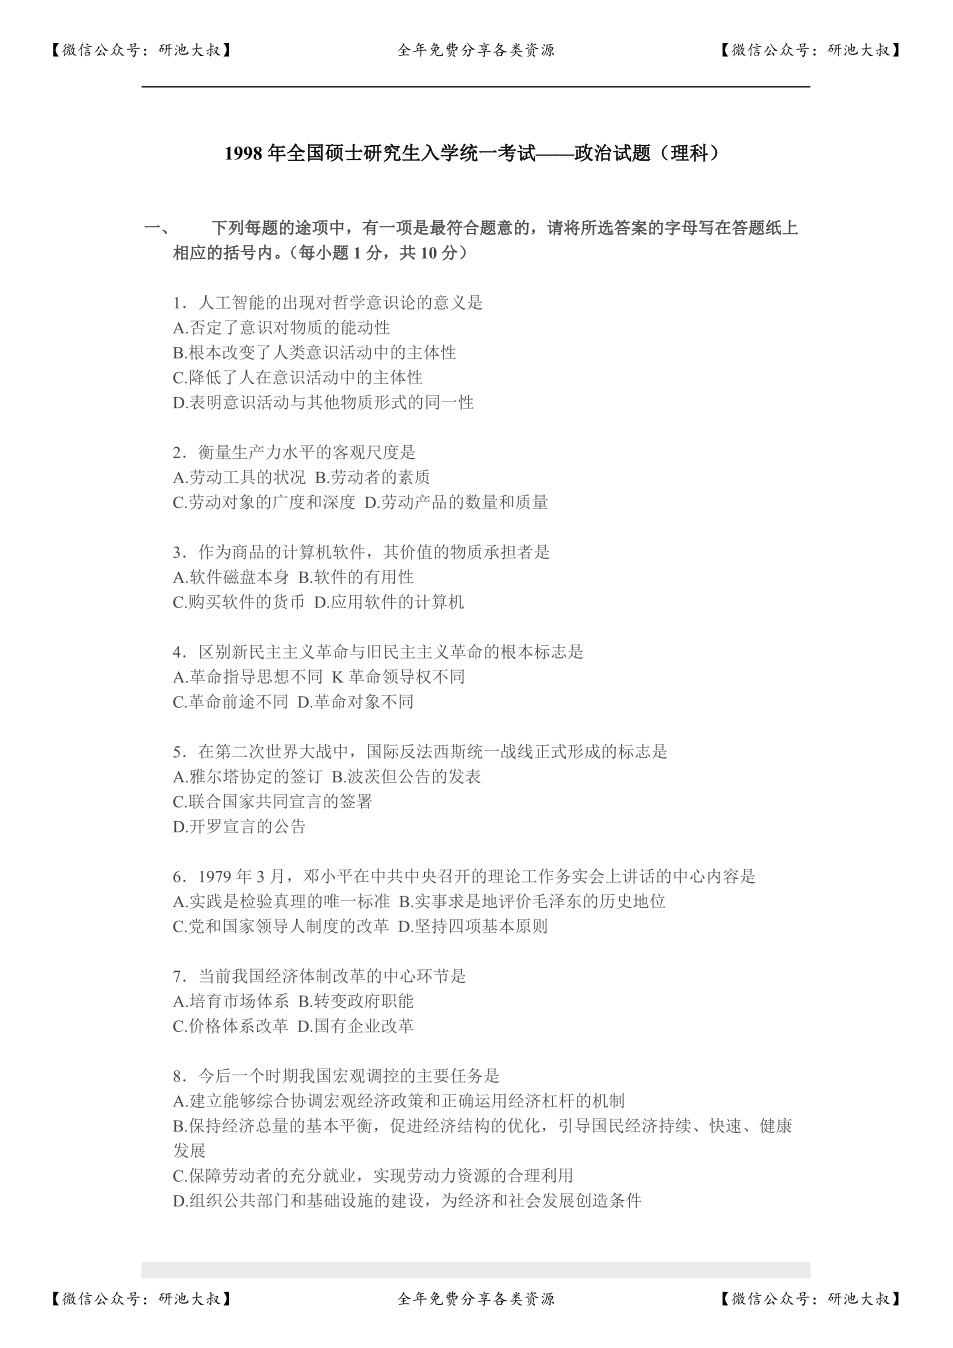 【微信公众号：研池大叔】 全年免费分享各类资源 【微信公众号：研池大叔】
1998 年全国硕士研究生入学统一考试——政治试题（理科）
一、 下列每题的途项中，有一项是最符合题意的，请将所选答案的字母写在答题纸上
相应的括号内。（每小题 1 分，共 10 分）
1．人工智能的出现对哲学意识论的意义是
A.否定了意识对物质的能动性
B.根本改变了人类意识活动中的主体性
C.降低了人在意识活动中的主体性
D.表明意识活动与其他物质形式的同一性
2．衡量生产力水平的客观尺度是
A.劳动工具的状况 B.劳动者的素质
C.劳动对象的广度和深度 D.劳动产品的数量和质量
3．作为商品的计算机软件，其价值的物质承担者是
A.软件磁盘本身 B.软件的有用性
C.购买软件的货币 D.应用软件的计算机
4．区别新民主主义革命与旧民主主义革命的根本标志是
A.革命指导思想不同 K 革命领导权不同
C.革命前途不同 D.革命对象不同
5．在第二次世界大战中，国际反法西斯统一战线正式形成的标志是
A.雅尔塔协定的签订 B.波茨但公告的发表
C.联合国家共同宣言的签署
D.开罗宣言的公告
6．1979 年 3 月，邓小平在中共中央召开的理论工作务实会上讲话的中心内容是
A.实践是检验真理的唯一标准 B.实事求是地评价毛泽东的历史地位
C.党和国家领导人制度的改革 D.坚持四项基本原则
7．当前我国经济体制改革的中心环节是
A.培育市场体系 B.转变政府职能
C.价格体系改革 D.国有企业改革
8．今后一个时期我国宏观调控的主要任务是
A.建立能够综合协调宏观经济政策和正确运用经济杠杆的机制
B.保持经济总量的基本平衡，促进经济结构的优化，引导国民经济持续、快速、健康
发展
C.保障劳动者的充分就业，实现劳动力资源的合理利用
D.组织公共部门和基础设施的建设，为经济和社会发展创造条件
【微信公众号：研池大叔】 全年免费分享各类资源 【微信公众号：研池大叔】